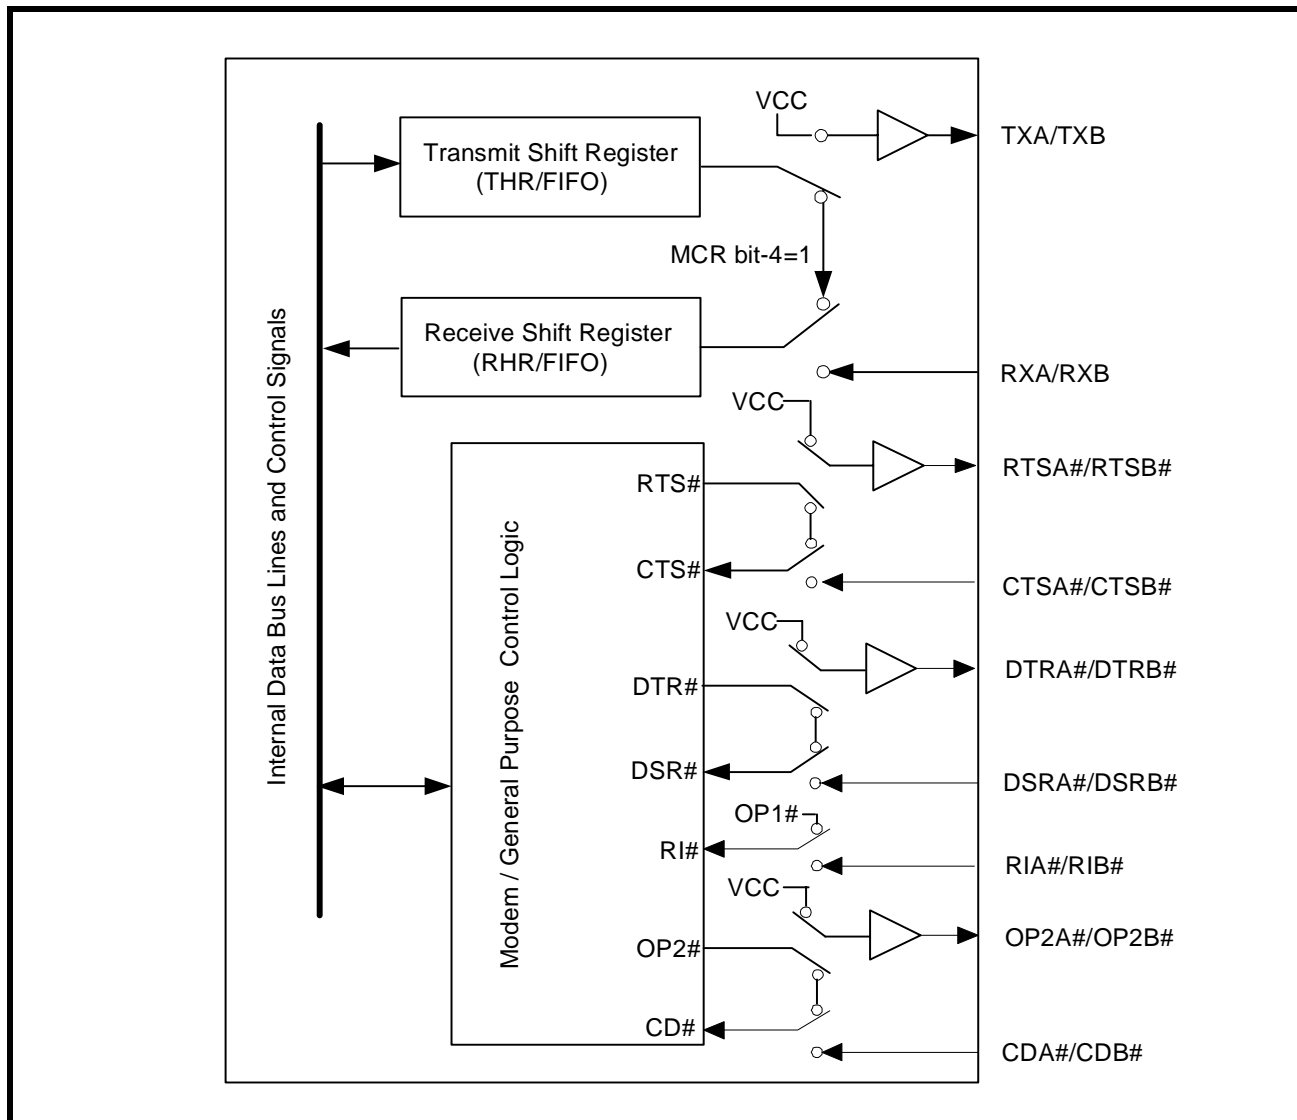 VCC
TXA/TXB
Transmit Shift Register
(THR/FIFO)
MCR bit-4=1
Receive Shift Register
(RHR/FIFO)
RXA/RXB
VCC
RTSA#/RTSB#
RTS#
CTS#
CTSA#/CTSB#
VCC
DTRA#/DTRB#
DTR#
DSR#
DSRA#/DSRB#
OP1#
RI#
RIA#/RIB#
VCC
OP2A#/OP2B#
OP2#
CD#
CDA#/CDB#
Internal Data Bus Lines and Control Signals
Modem / General Purpose Control Logic